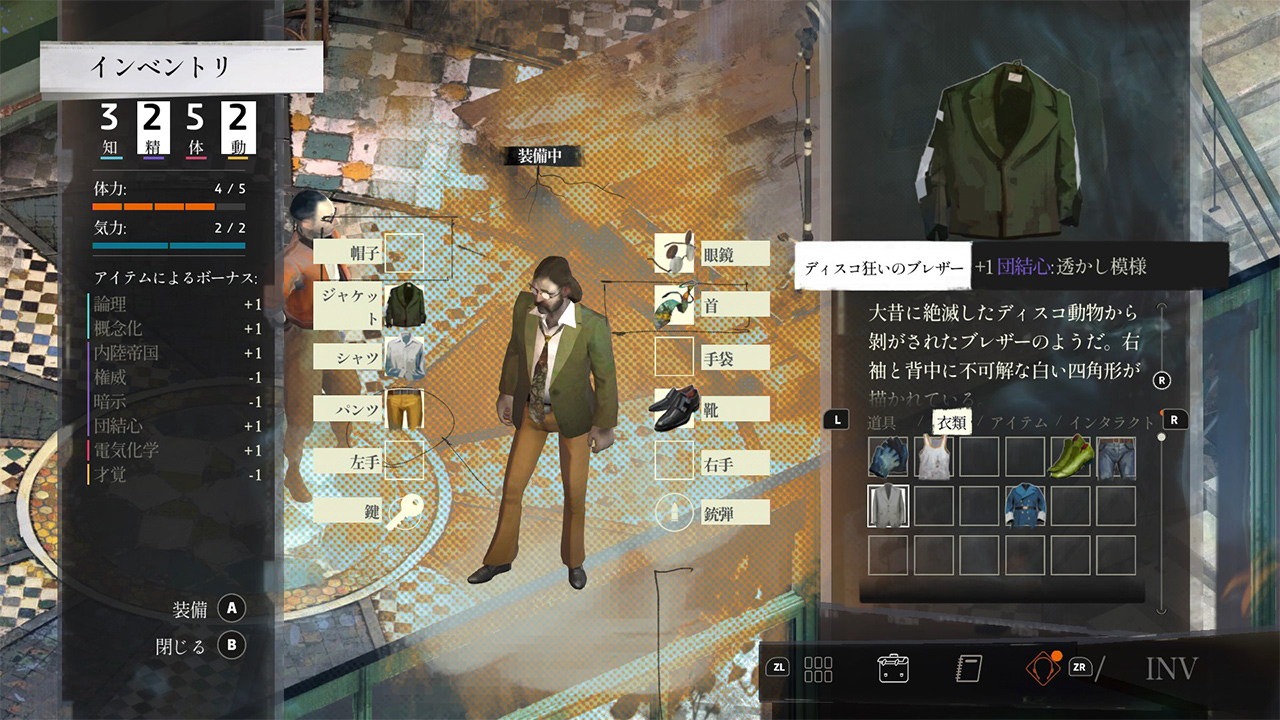 インベントリ
3 2 5 2
知 精 体 動
体力: 4 / 5
気力: 2 / 2
アイテムによるボーナス:
論理 +1
概念化 +1
内陸帝国 +1
権威 -1
暗示 -1
団結心 +1
電気化学 +1
才覚 -1
装備 A
閉じる B
装備中
帽子
ジャケッ
ト
シャツ
パンツ
左手
鍵
眼鏡
首
手袋
靴
右手
銃弾
ディスコ狂いのブレザー +1 団結心:透かし模様
大昔に絶滅したディスコ動物から
剝がされたブレザーのようだ。右
袖と背中に不可解な白い四角形が
描かれている
R
L 道具 / 衣類 / アイテム / インタラクト R
ZL ZR / INV